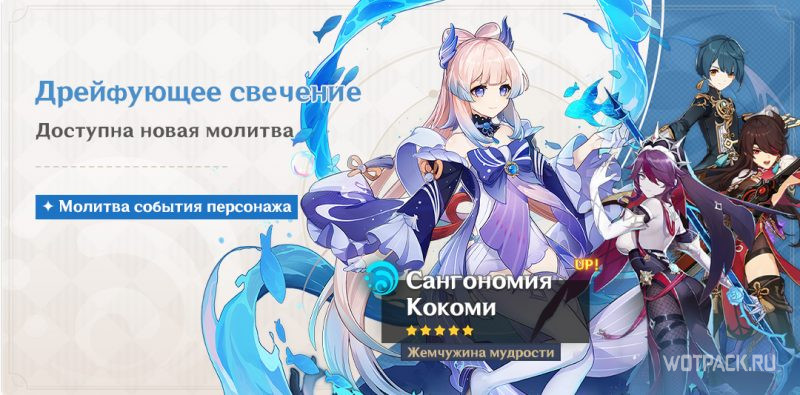 Дрейфующее свечение
Доступна новая молитва
✦ Молитва события персонажа
UP!
Сангономия
Кокоми
★★★★★
Жемчужина мудрости
WOTPACK.RU